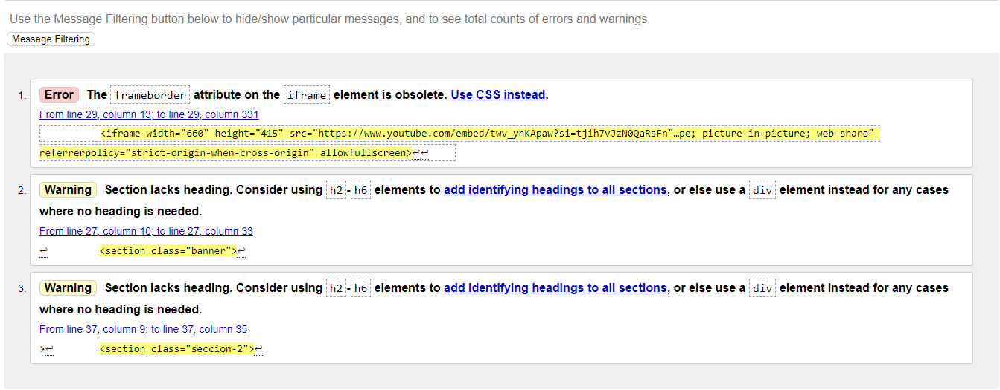 Use the Message Filtering button below to hide/show particular messages, and to see total counts of errors and warnings.
Message Filtering
1. Error The frameborder attribute on the iframe element is obsolete. Use CSS instead.
From line 29, column 13; to line 29, column 331
<iframe width="660" height="415" src="https://www.youtube.com/embed/twv_yhKApaw?si=tjih7vJzN0QaRsFn"…pe; picture-in-picture; web-share"
referrerpolicy="strict-origin-when-cross-origin" allowfullscreen>↩↩
2. Warning Section lacks heading. Consider using h2-h6 elements to add identifying headings to all sections, or else use a div element instead for any cases
where no heading is needed.
From line 27, column 10; to line 27, column 33
↩ <section class="banner">↩
3. Warning Section lacks heading. Consider using h2-h6 elements to add identifying headings to all sections, or else use a div element instead for any cases
where no heading is needed.
From line 37, column 9; to line 37, column 35
>↩ <section class="seccion-2">↩